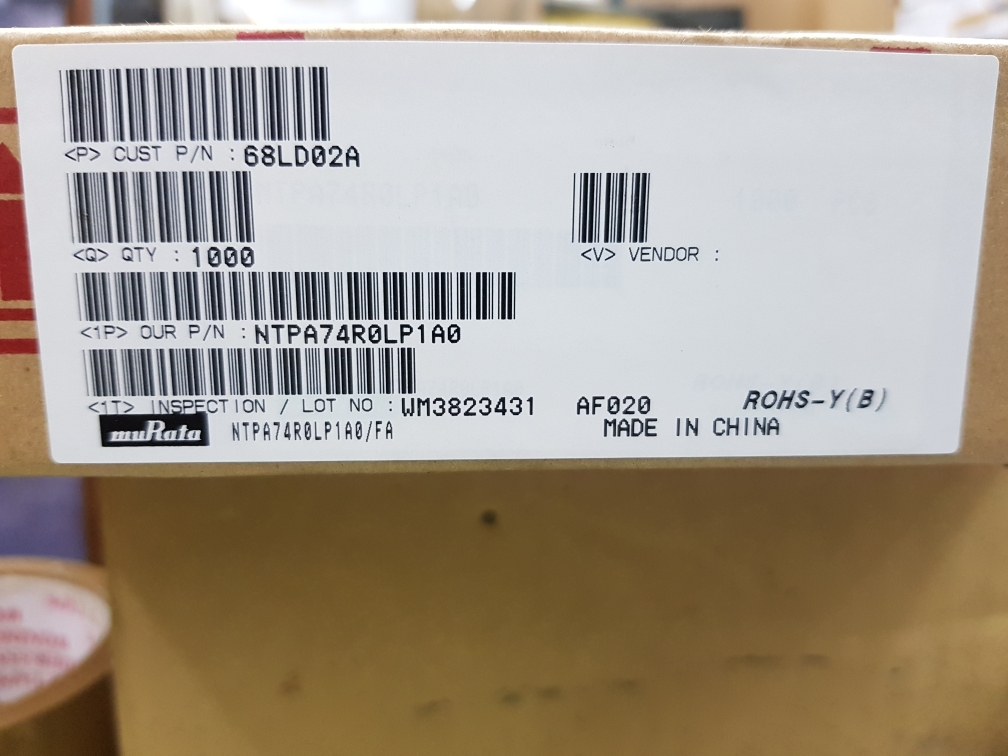 <P> CUST P/N : 68LD02A
<Q> QTY : 1000
<V> VENDOR :
<1P> OUR P/N : NTPA74R0LP1A0
<1T> INSPECTION / LOT NO : WM3823431 AF020 ROHS-Y(B)
muRata NTPA74R0LP1A0/FA MADE IN CHINA